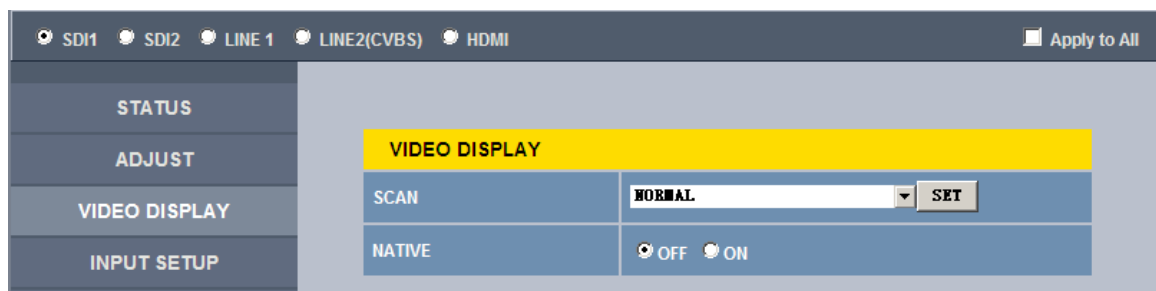 SDI1 SDI2 LINE 1 LINE2(CVBS) HDMI Apply to All
STATUS
ADJUST
VIDEO DISPLAY
INPUT SETUP
VIDEO DISPLAY
SCAN NORMAL SET
NATIVE OFF ON